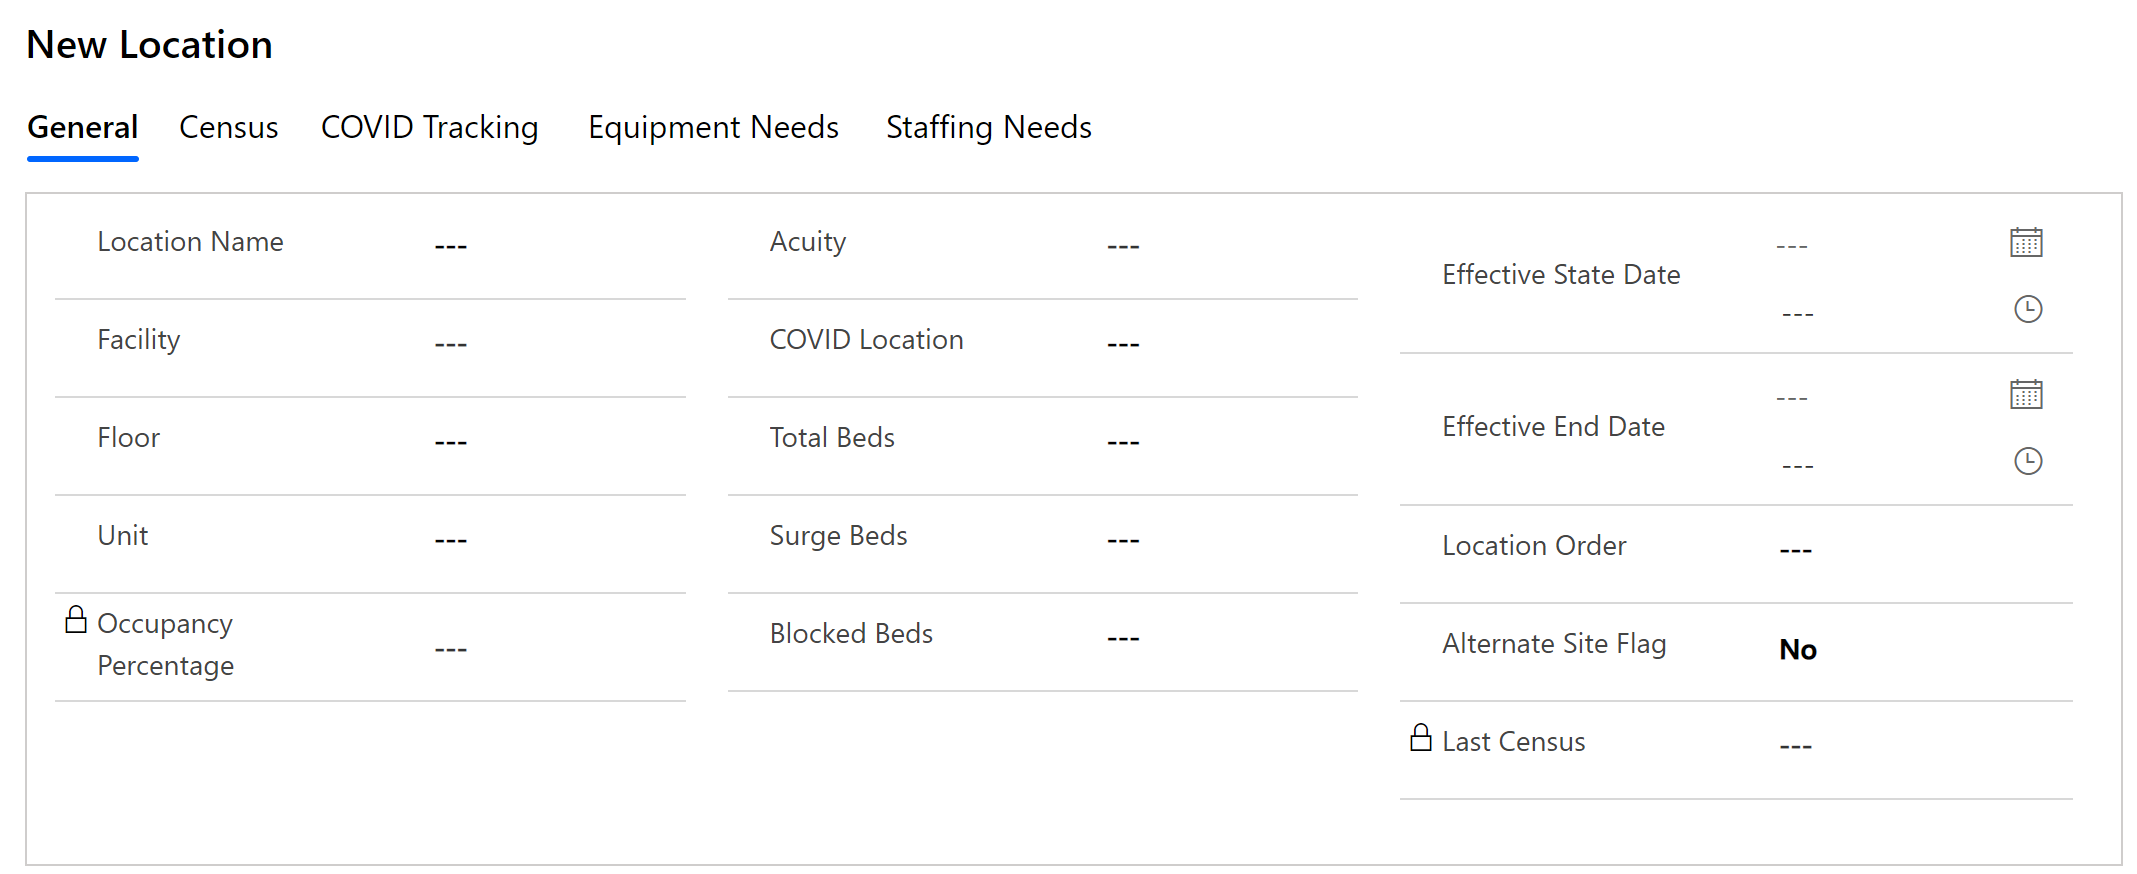 New Location
General Census COVID Tracking Equipment Needs Staffing Needs
Location Name ---
Facility ---
Floor ---
Unit ---
Occupancy
Percentage ---
Acuity ---
COVID Location ---
Total Beds ---
Surge Beds ---
Blocked Beds ---
Effective State Date ---
---
Effective End Date ---
---
Location Order ---
Alternate Site Flag No
Last Census ---